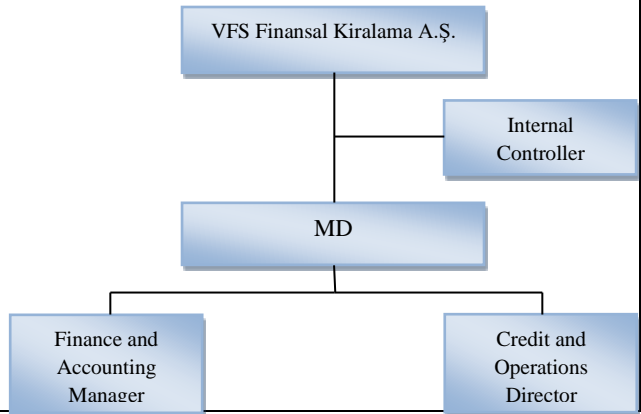 VFS Finansal Kiralama A.Ş.
Internal
Controller
MD
Finance and
Accounting
Manager
Credit and
Operations
Director